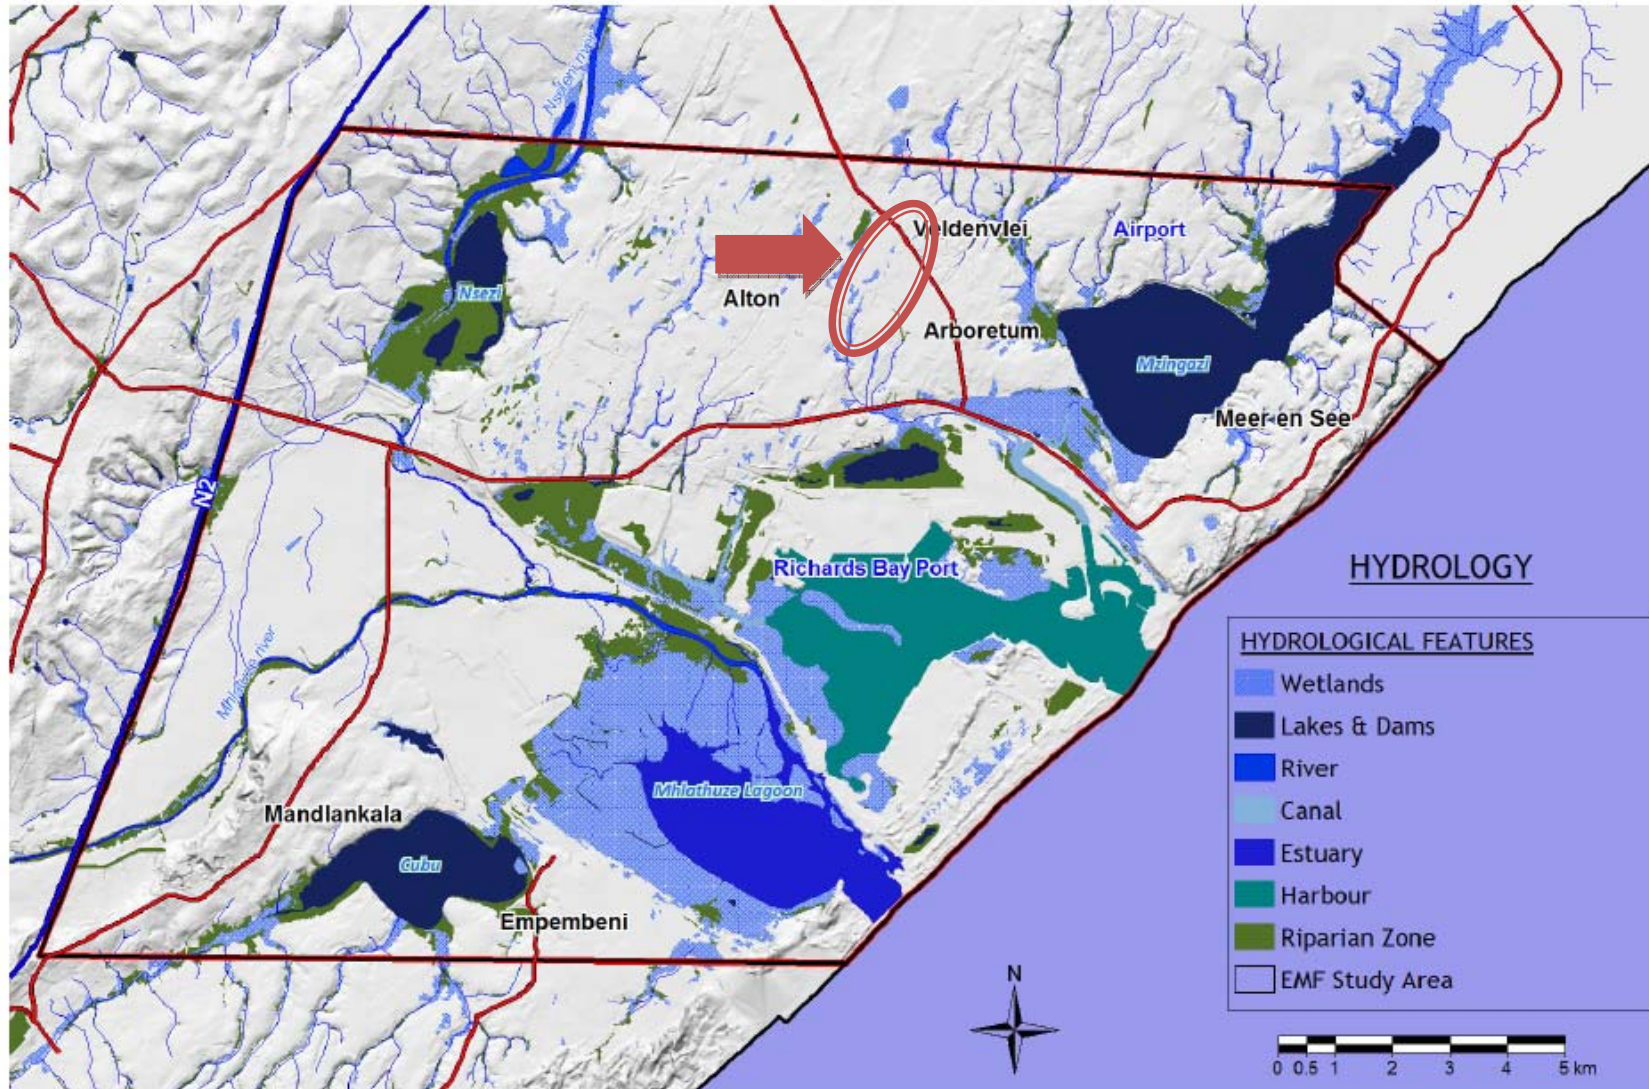 Nsezi
Veldenvlei
Airport
Alton
Arboretum
Mzingazi
Meer en See
N2
Richards Bay Port
HYDROLOGY
HYDROLOGICAL FEATURES
Wetlands
Lakes & Dams
River
Canal
Estuary
Harbour
Riparian Zone
EMF Study Area
Mhlathuze Lagoon
Mandlankala
Cubu
Empembeni
N
0 0.5 1 2 3 4 5 km